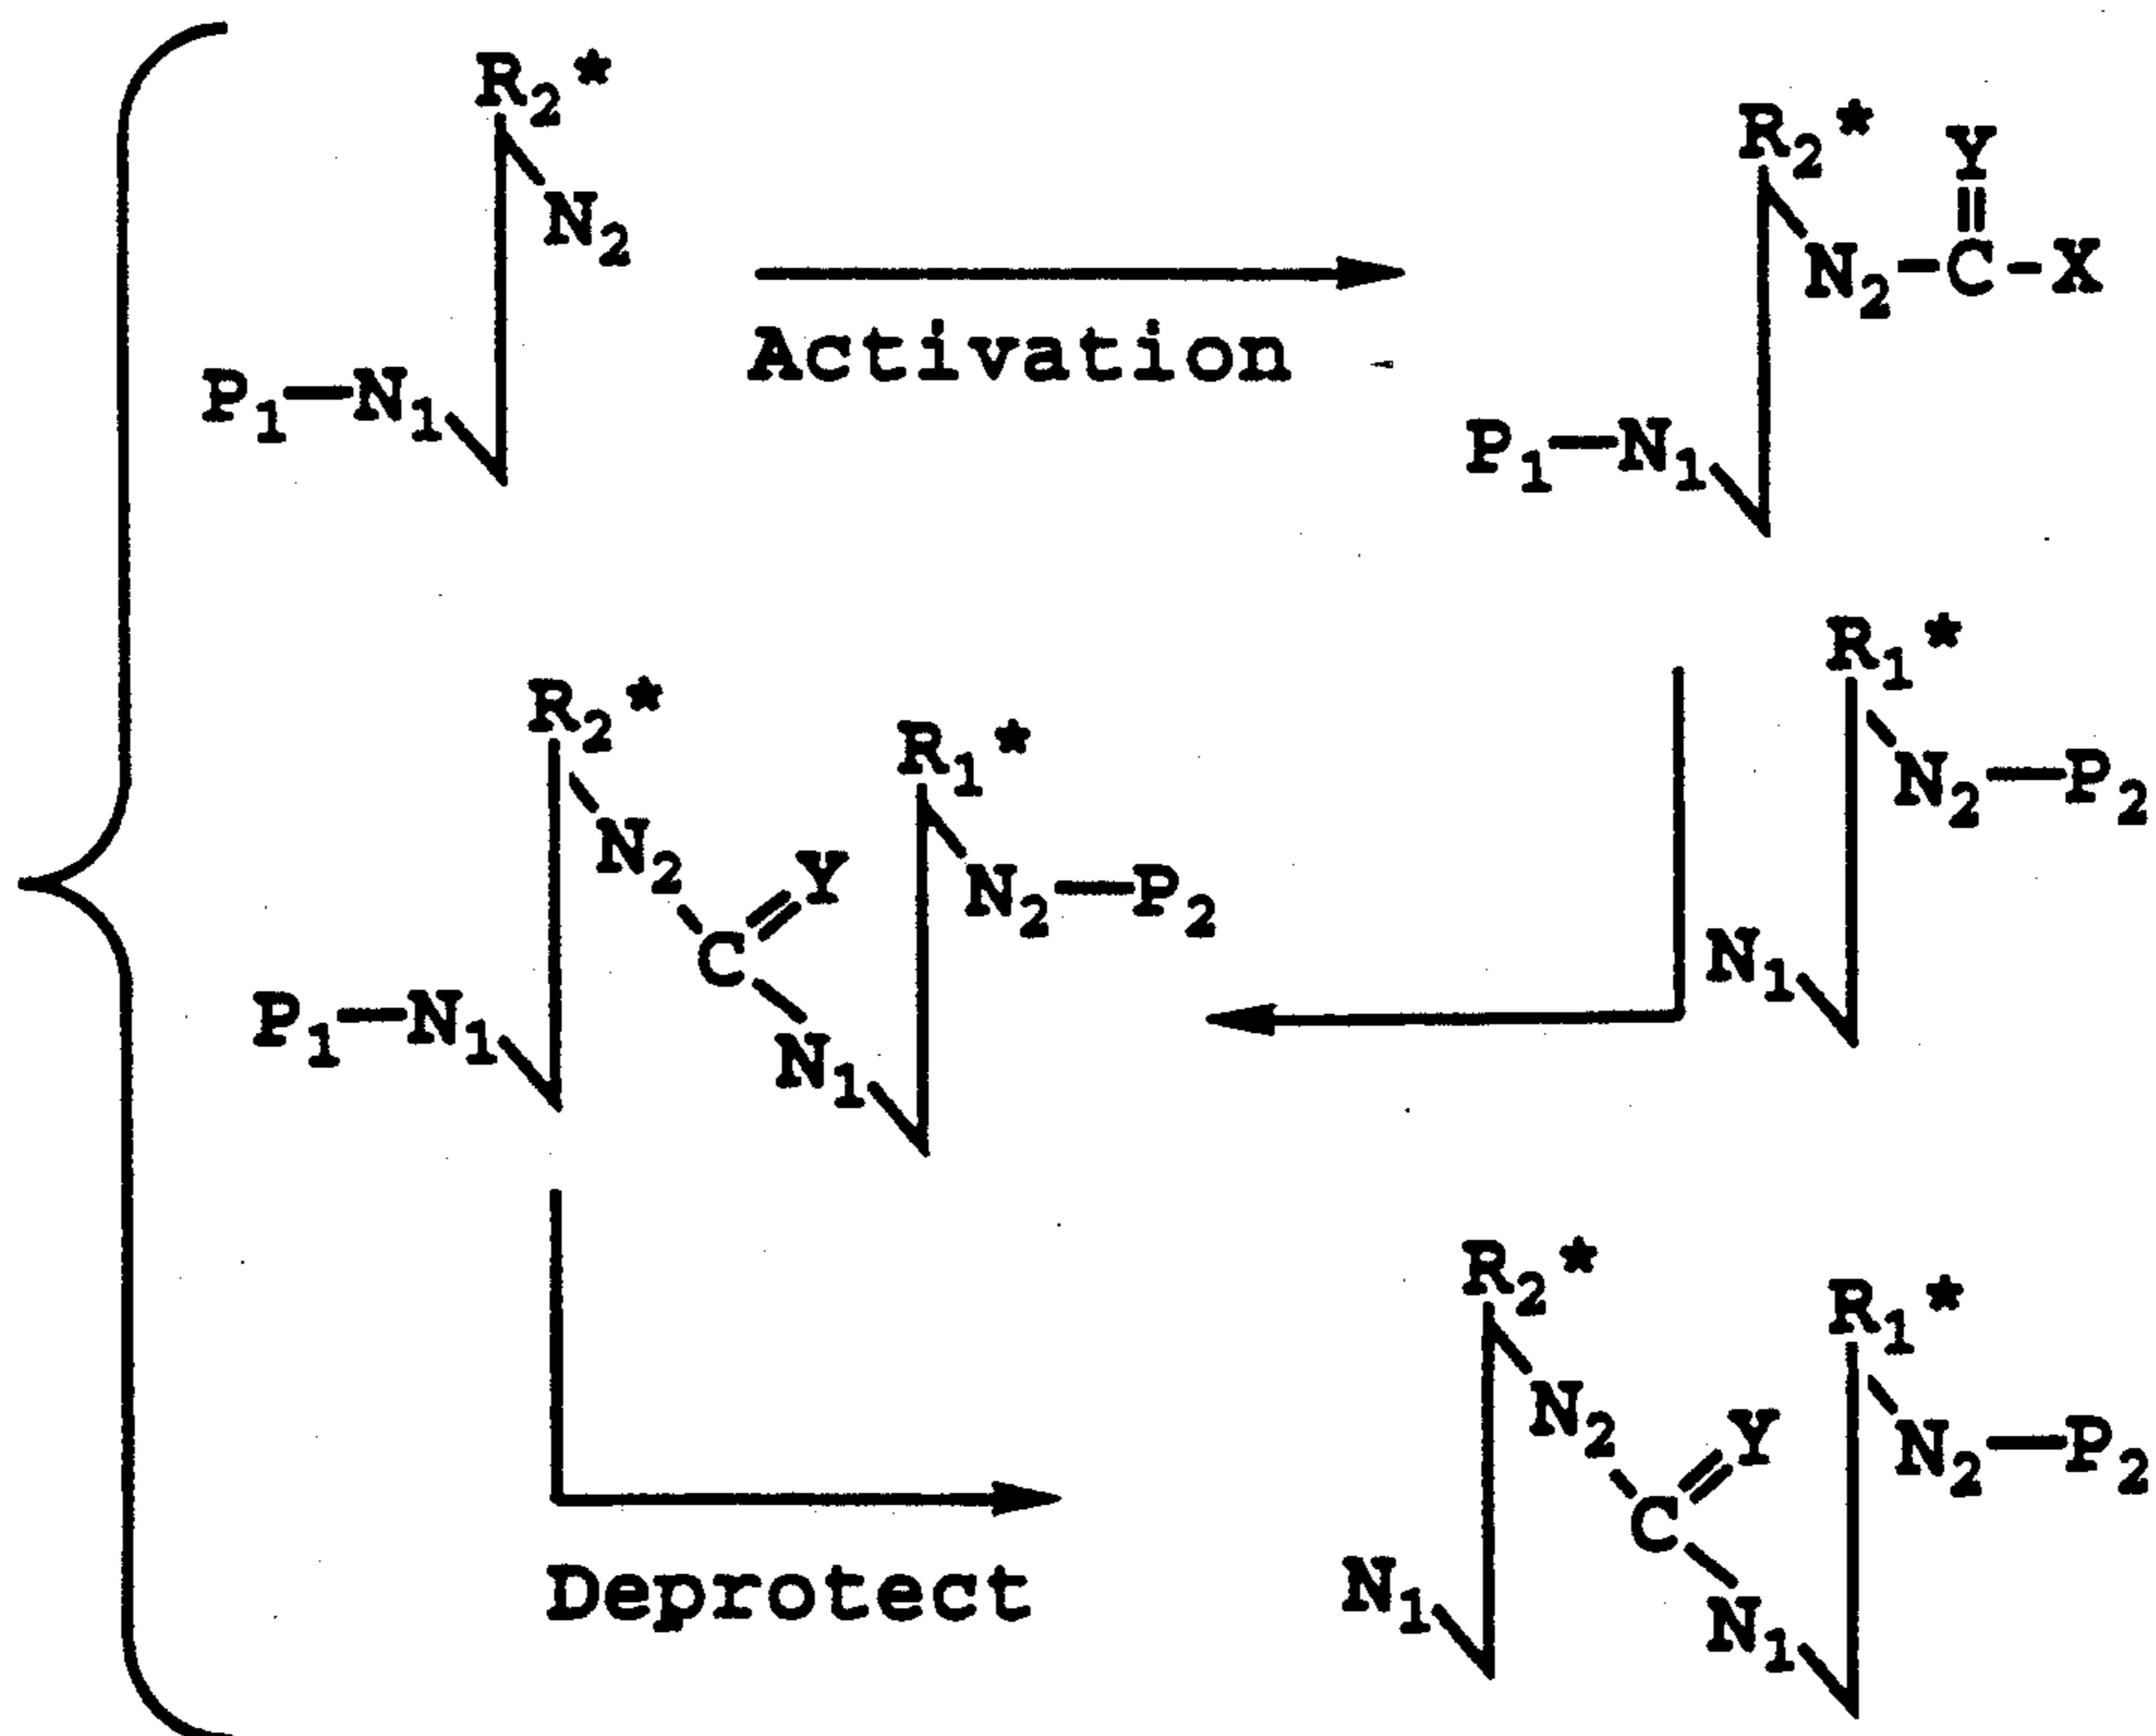 R2*
N2
P1—N1
Activation
R2*
Y
N2-C-X
P1—N1
R1*
N2—P2
N1
R2*
R1*
N2
Y
N2—P2
C
P1—N1
N1
Deprotect
R2*
R1*
N2
Y
N2—P2
C
N1
N1